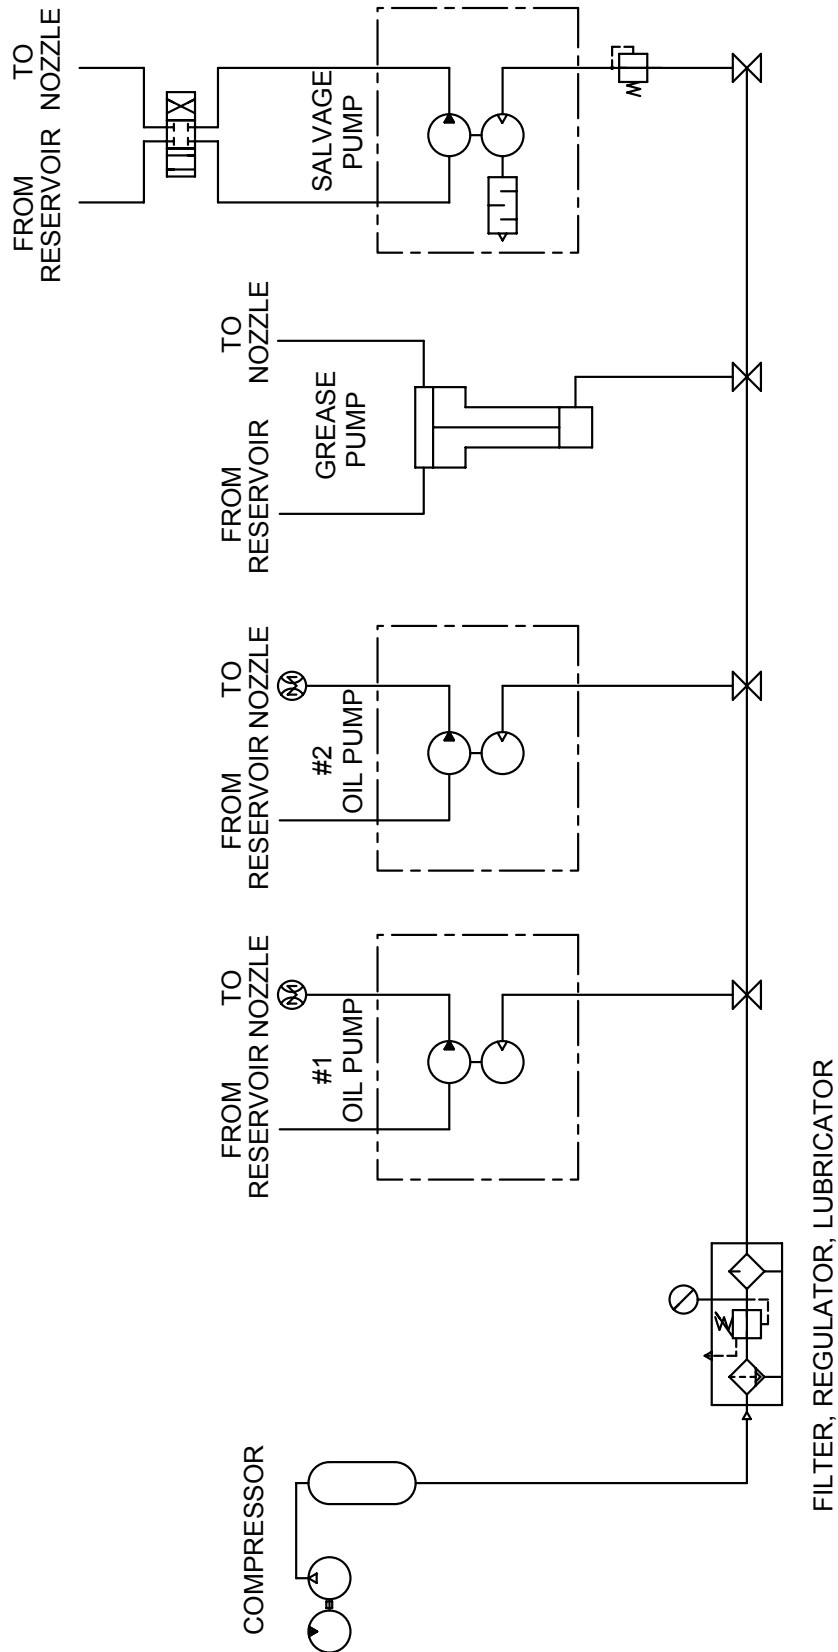 COMPRESSOR
FILTER, REGULATOR, LUBRICATOR
FROM
RESERVOIR
TO
NOZZLE
#1
OIL PUMP
FROM
RESERVOIR
TO
NOZZLE
#2
OIL PUMP
FROM
RESERVOIR
TO
NOZZLE
GREASE
PUMP
FROM
RESERVOIR
TO
NOZZLE
SALVAGE
PUMP